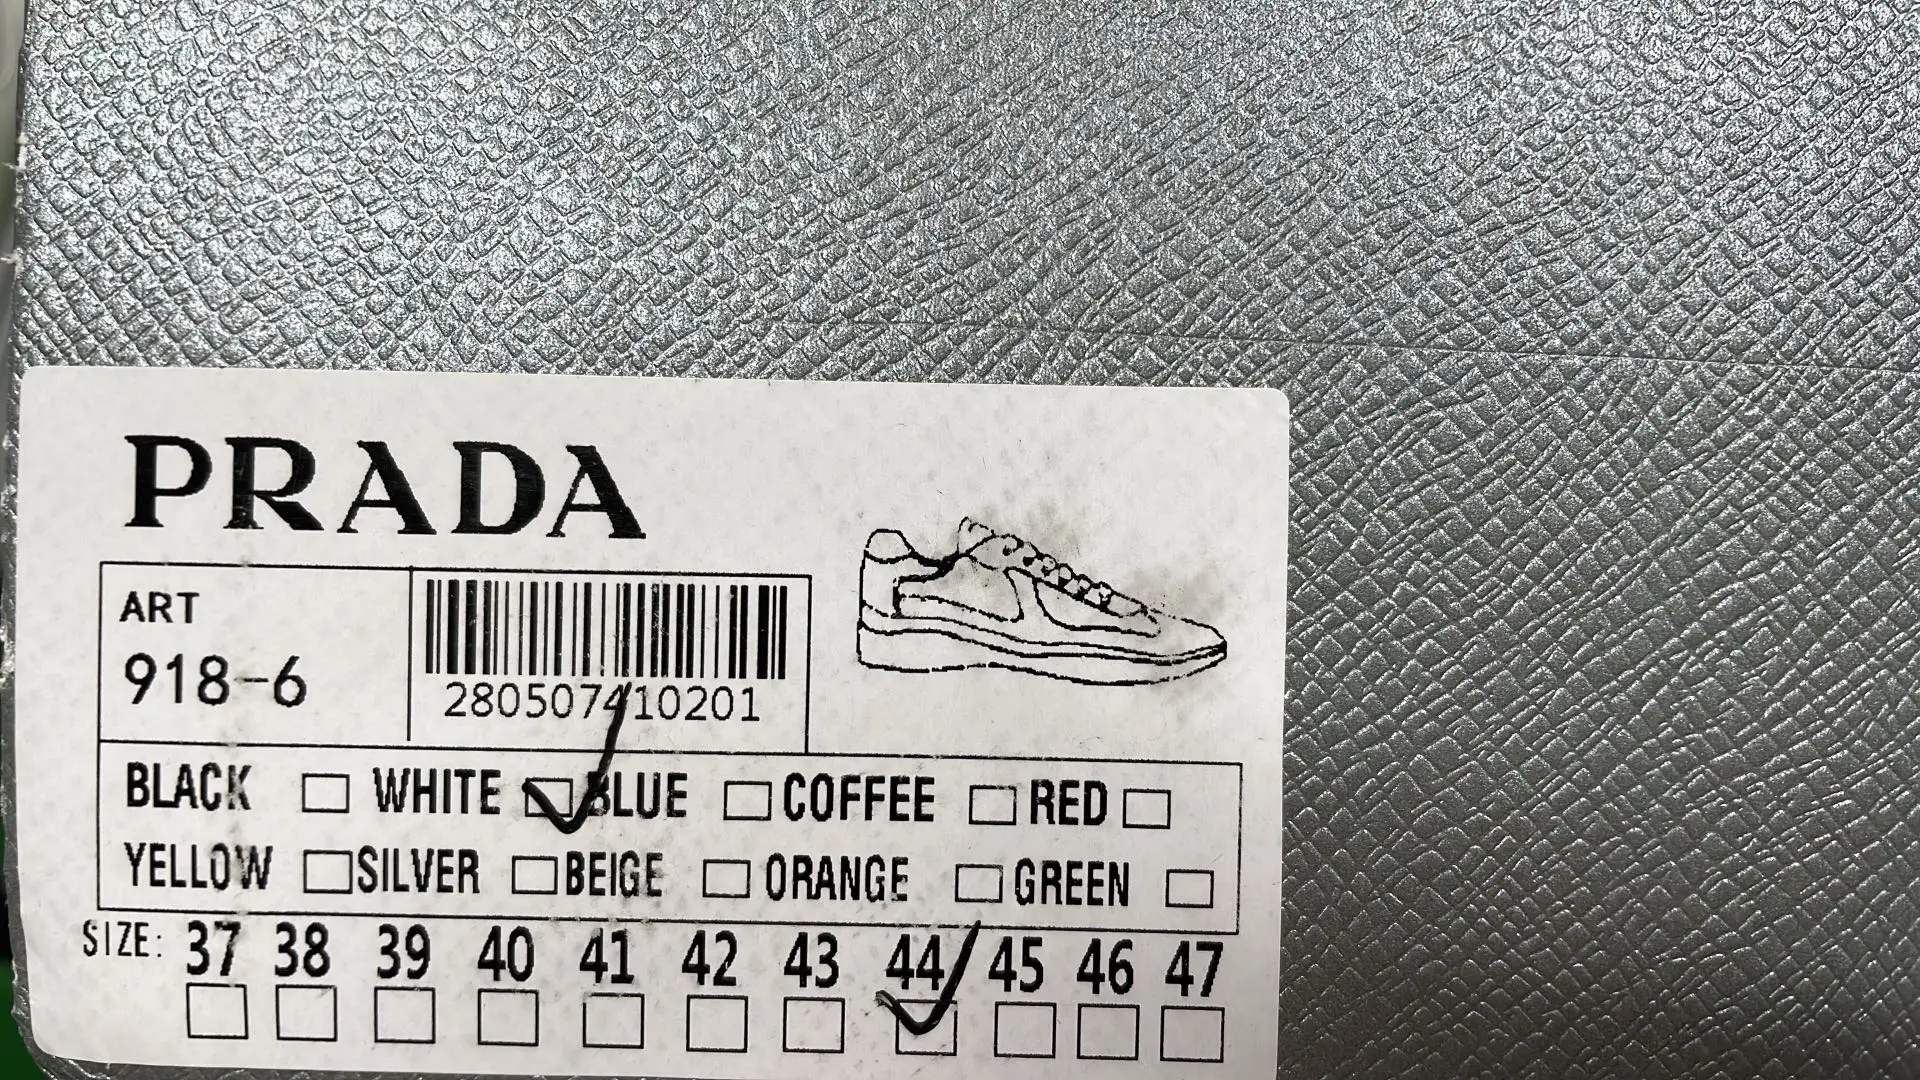 PRADA
ART
918-6
280507410201
BLACK WHITE BLUE COFFEE RED
YELLOW SILVER BEIGE ORANGE GREEN
SIZE: 37 38 39 40 41 42 43 44 45 46 47